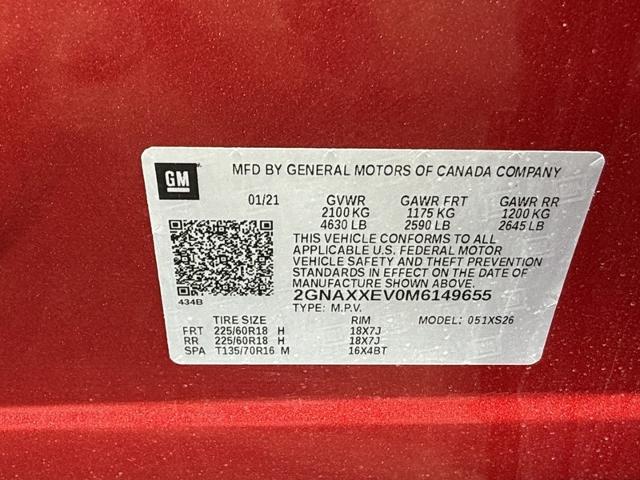 GM
MFD BY GENERAL MOTORS OF CANADA COMPANY
01/21 GVWR GAWR FRT GAWR RR
2100 KG 1175 KG 1200 KG
4630 LB 2590 LB 2645 LB
THIS VEHICLE CONFORMS TO ALL
APPLICABLE U.S. FEDERAL MOTOR
VEHICLE SAFETY AND THEFT PREVENTION
STANDARDS IN EFFECT ON THE DATE OF
MANUFACTURE SHOWN ABOVE.
434B
2GNAXXEV0M6149655
TYPE: M.P.V.
TIRE SIZE RIM MODEL: 051XS26
FRT 225/60R18 H 18X7J
RR 225/60R18 H 18X7J
SPA T135/70R16 M 16X4BT